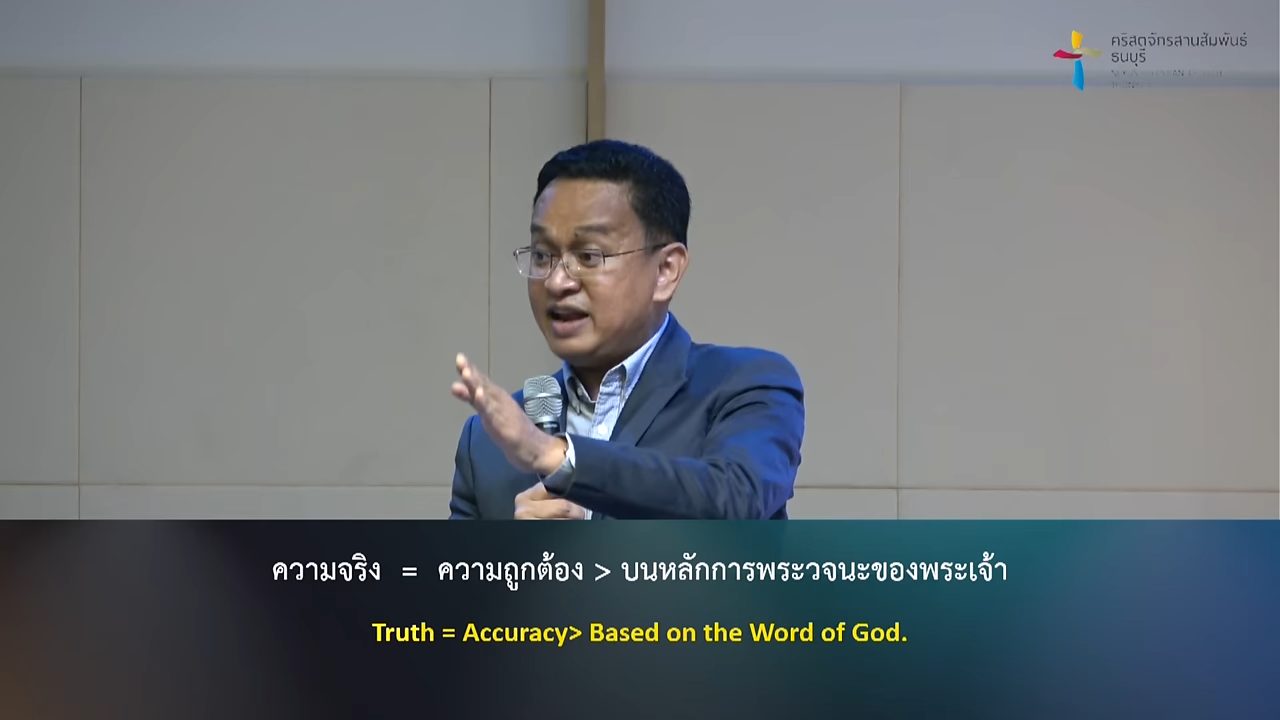 คริสตจักรสานสัมพันธ์
ธนบุรี
ความจริง = ความถูกต้อง > บนหลักการพระวจนะของพระเจ้า
Truth = Accuracy> Based on the Word of God.